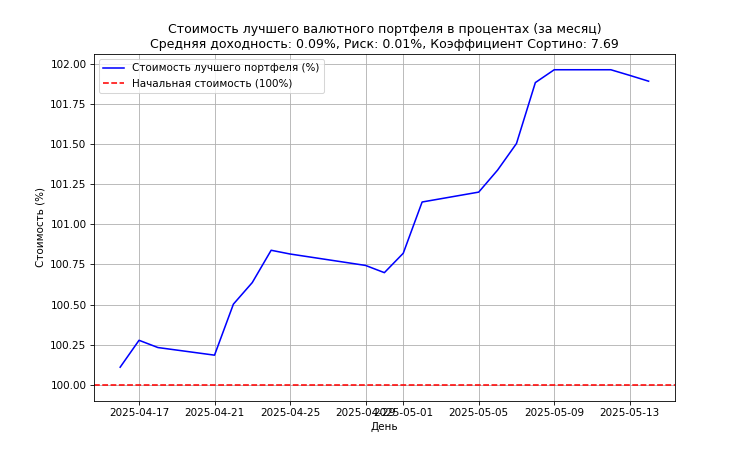 Стоимость лучшего валютного портфеля в процентах (за месяц)
Средняя доходность: 0.09%, Риск: 0.01%, Коэффициент Сортино: 7.69
Стоимость лучшего портфеля (%)
Начальная стоимость (100%)
102.00
101.75
101.50
101.25
101.00
100.75
100.50
100.25
100.00
Стоимость (%)
2025-04-17 2025-04-21 2025-04-25 2025-04-29 2025-05-01 2025-05-05 2025-05-09 2025-05-13
День